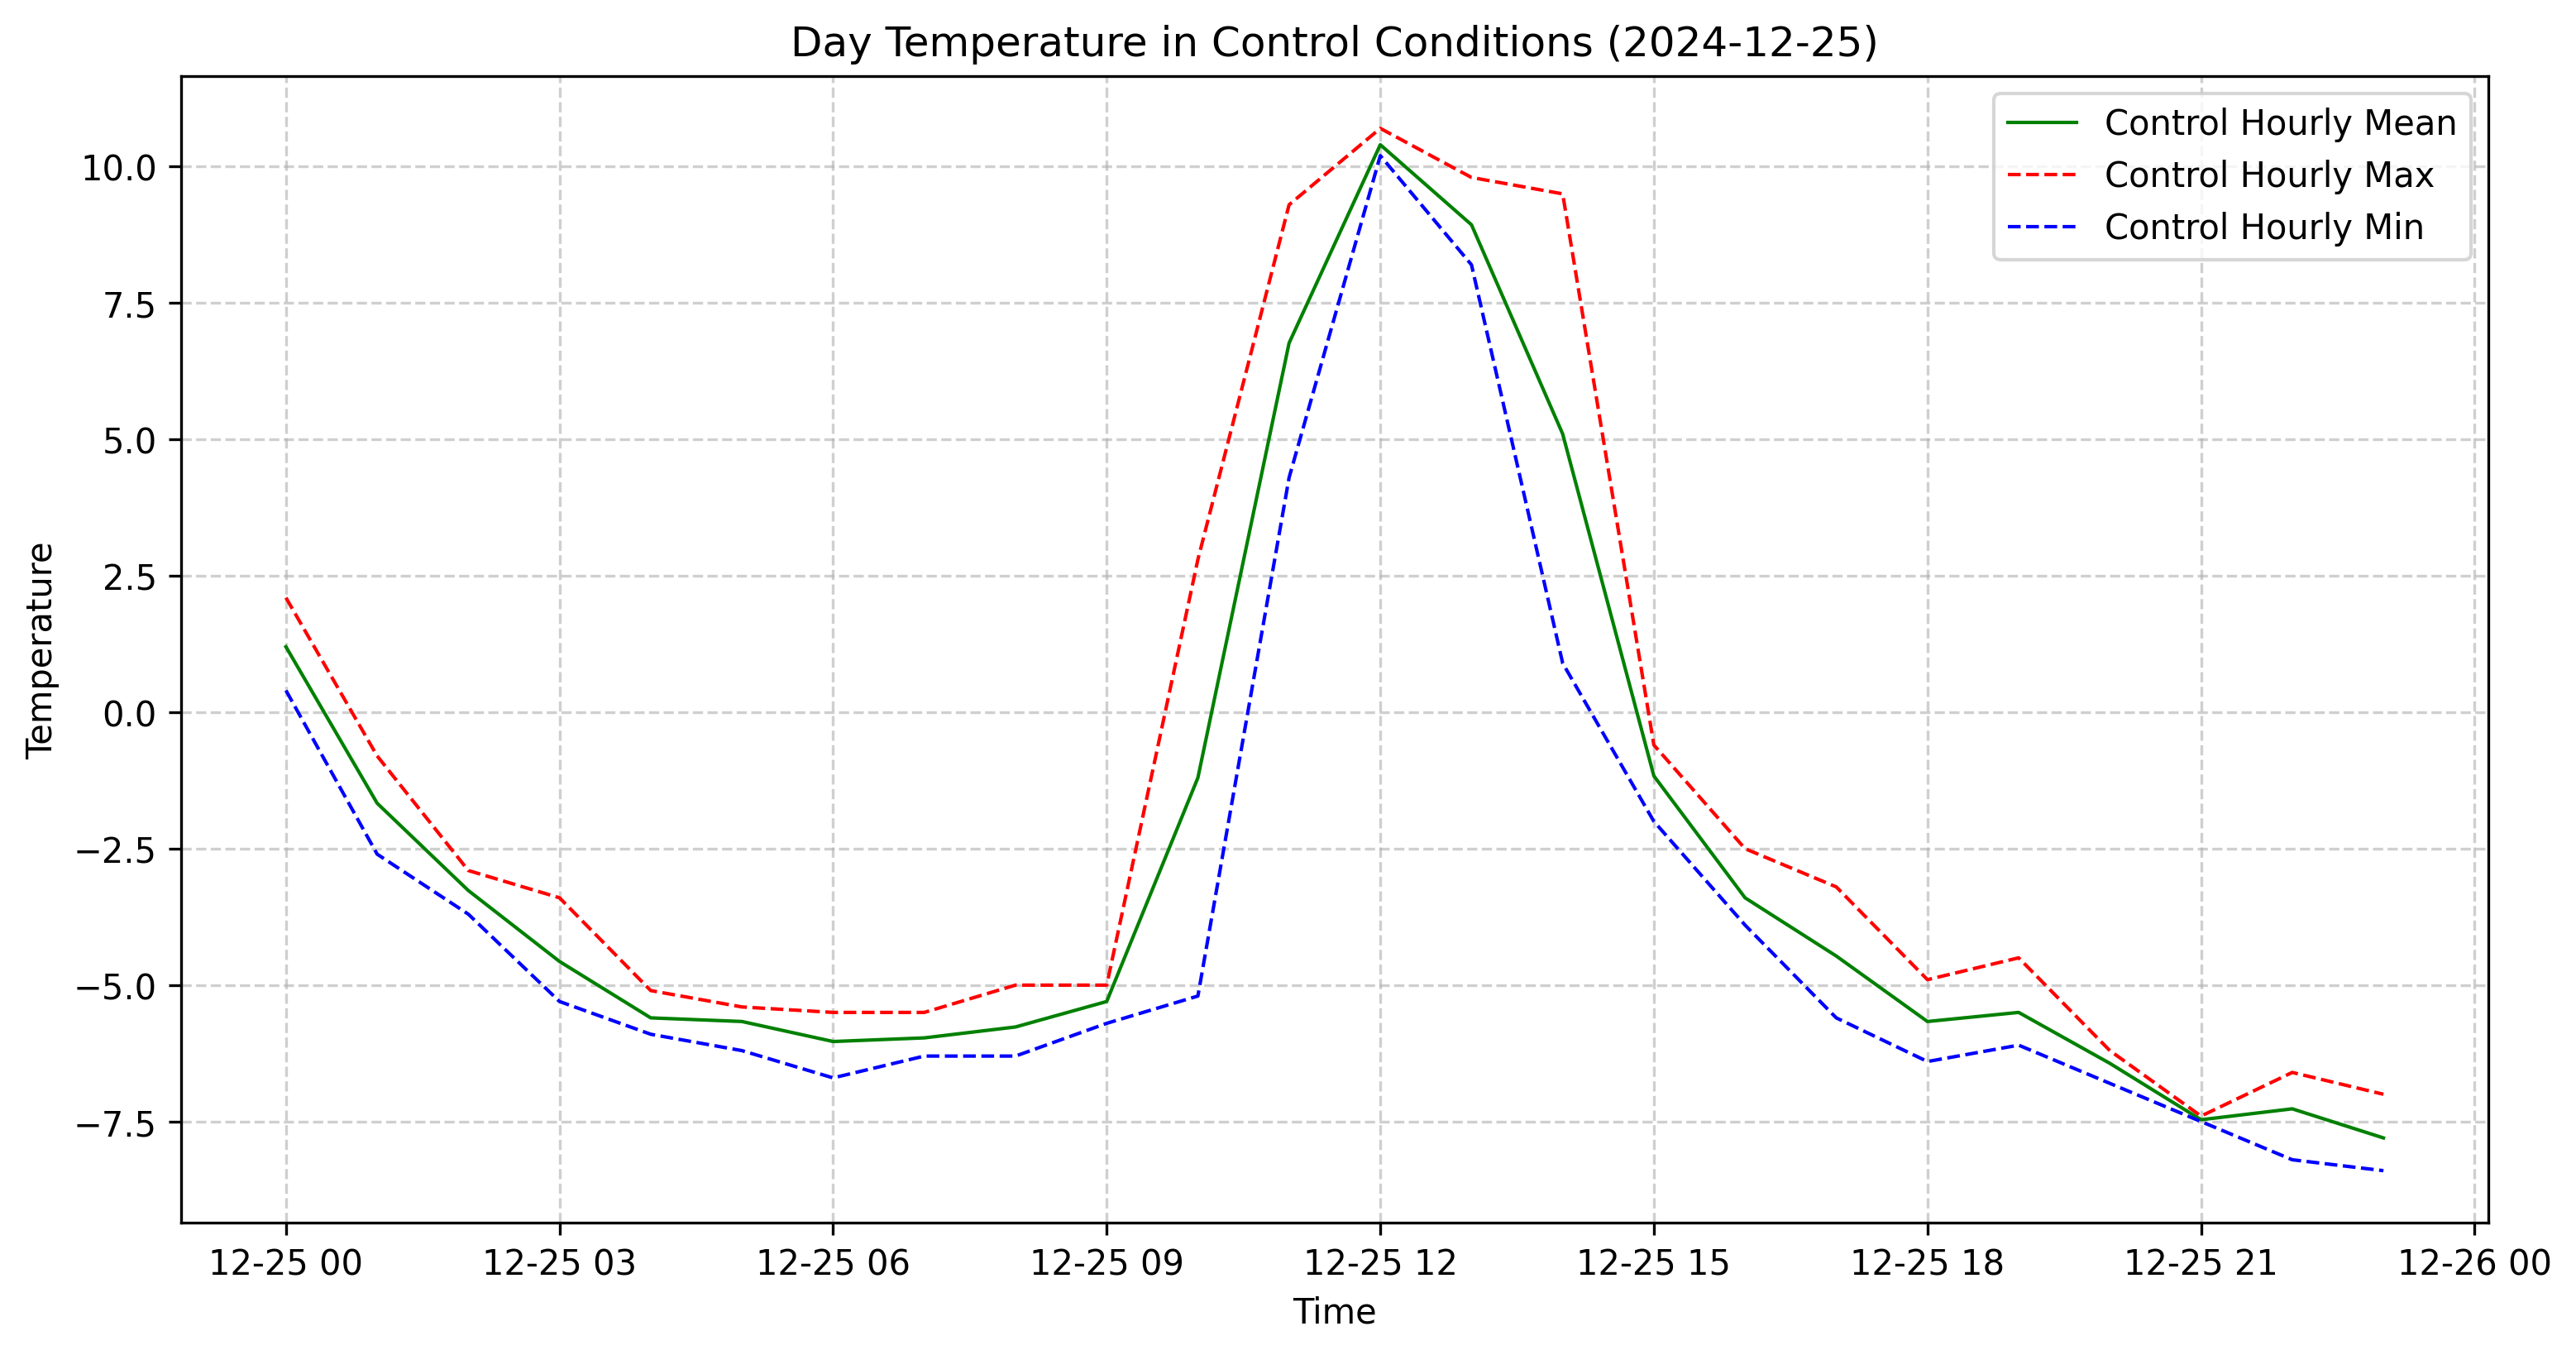 Day Temperature in Control Conditions (2024-12-25)
Control Hourly Mean
Control Hourly Max
Control Hourly Min
10.0
7.5
5.0
2.5
0.0
−2.5
−5.0
−7.5
Temperature
12-25 00 12-25 03 12-25 06 12-25 09 12-25 12 12-25 15 12-25 18 12-25 21 12-26 00
Time